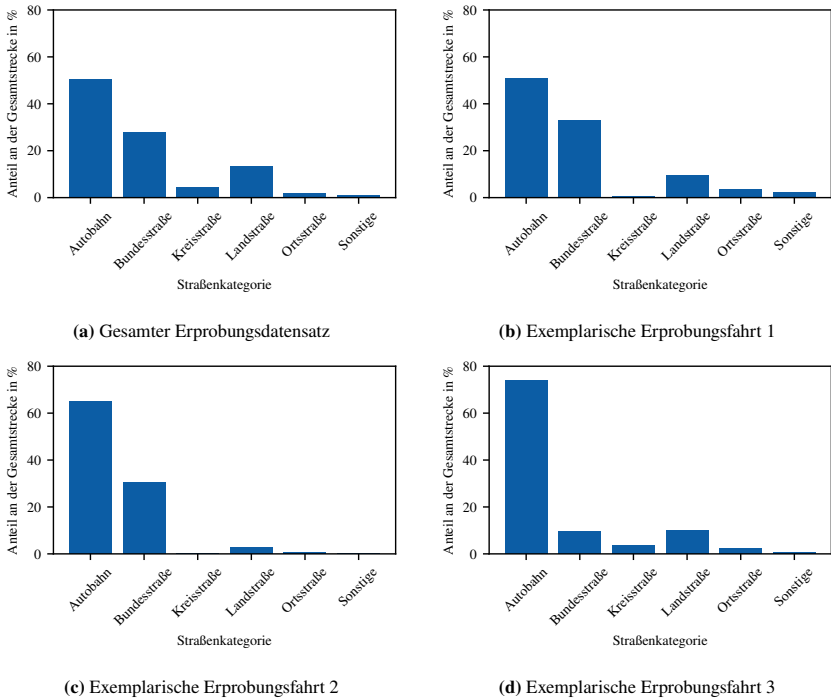 Anteil an der Gesamtstrecke in %
80
60
40
20
0
Autobahn
Bundesstraße
Kreisstraße
Landstraße
Ortsstraße
Sonstige
Straßenkategorie
(a) Gesamter Erprobungsdatensatz
Anteil an der Gesamtstrecke in %
80
60
40
20
0
Autobahn
Bundesstraße
Kreisstraße
Landstraße
Ortsstraße
Sonstige
Straßenkategorie
(b) Exemplarische Erprobungsfahrt 1
Anteil an der Gesamtstrecke in %
80
60
40
20
0
Autobahn
Bundesstraße
Kreisstraße
Landstraße
Ortsstraße
Sonstige
Straßenkategorie
(c) Exemplarische Erprobungsfahrt 2
Anteil an der Gesamtstrecke in %
80
60
40
20
0
Autobahn
Bundesstraße
Kreisstraße
Landstraße
Ortsstraße
Sonstige
Straßenkategorie
(d) Exemplarische Erprobungsfahrt 3